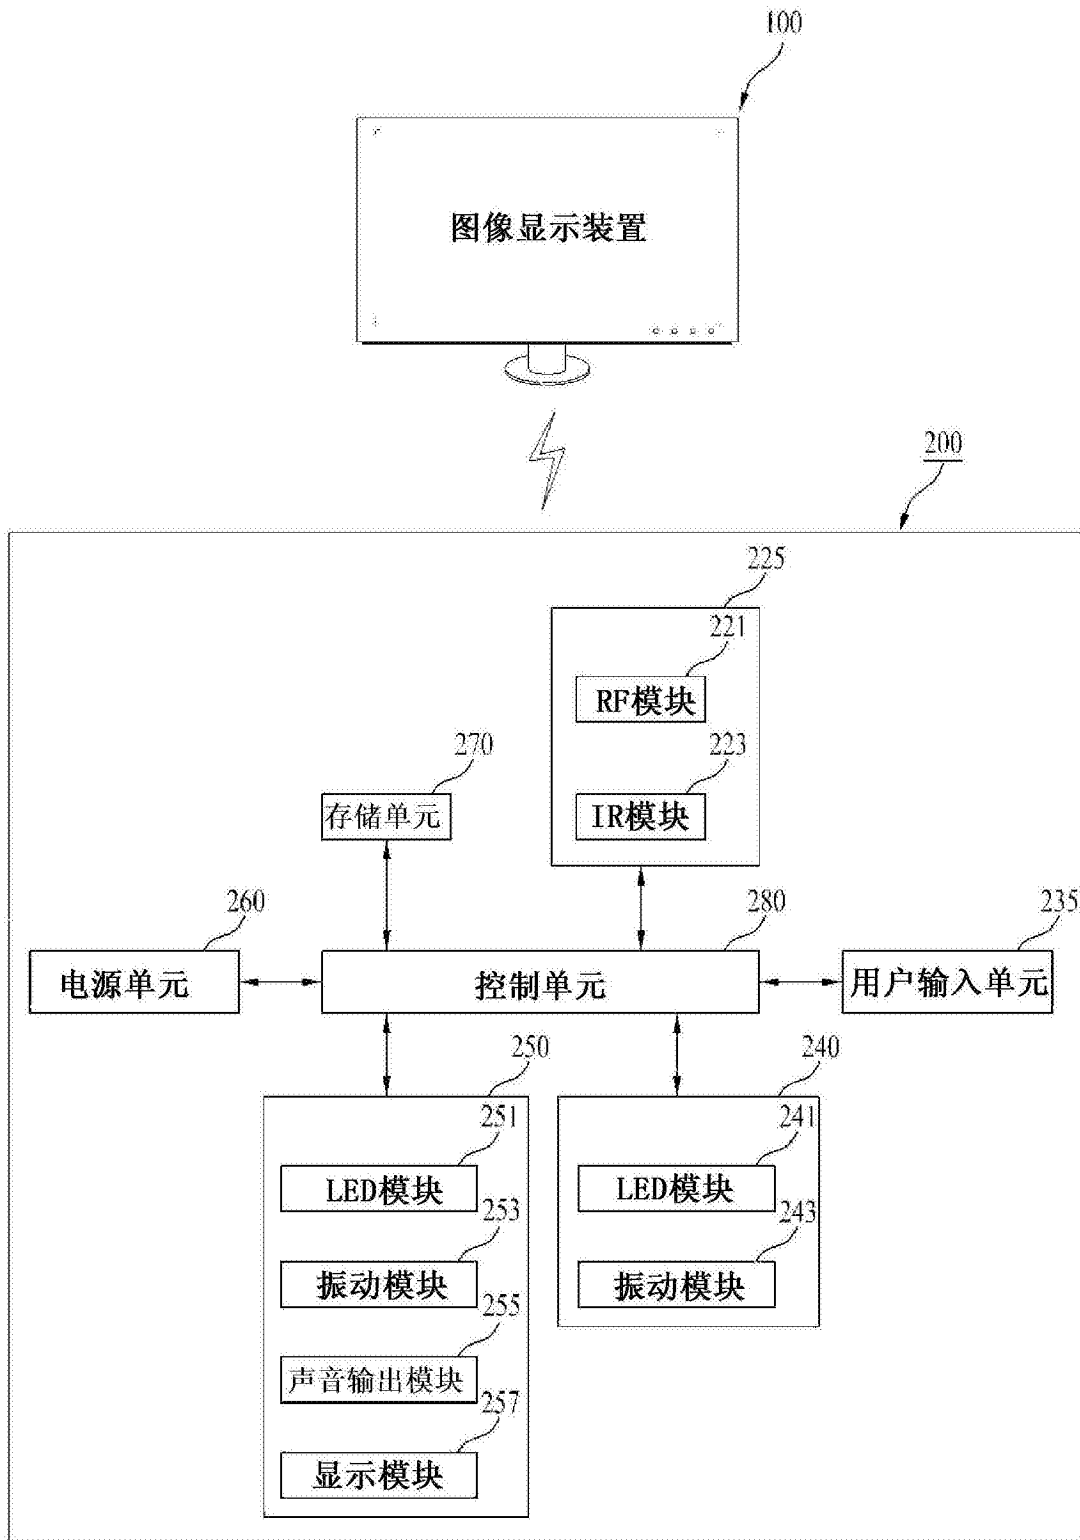 100
图像显示装置
200
225
221
RF模块
270
223
存储单元
IR模块
260
280
235
电源单元
控制单元
用户输入单元
250
240
251
241
LED模块
LED模块
253
243
振动模块
振动模块
255
声音输出模块
257
显示模块